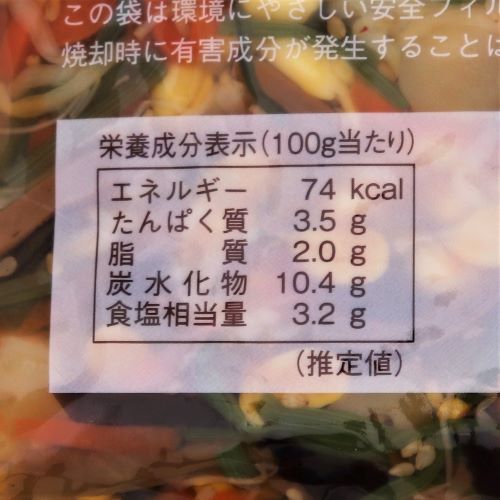 この袋は環境にやさしい安全フィル
焼却時に有害成分が発生することは
栄養成分表示(100g当たり)
エネルギー 74 kcal
たんぱく質 3.5 g
脂質 2.0 g
炭水化物 10.4 g
食塩相当量 3.2 g
(推定値)